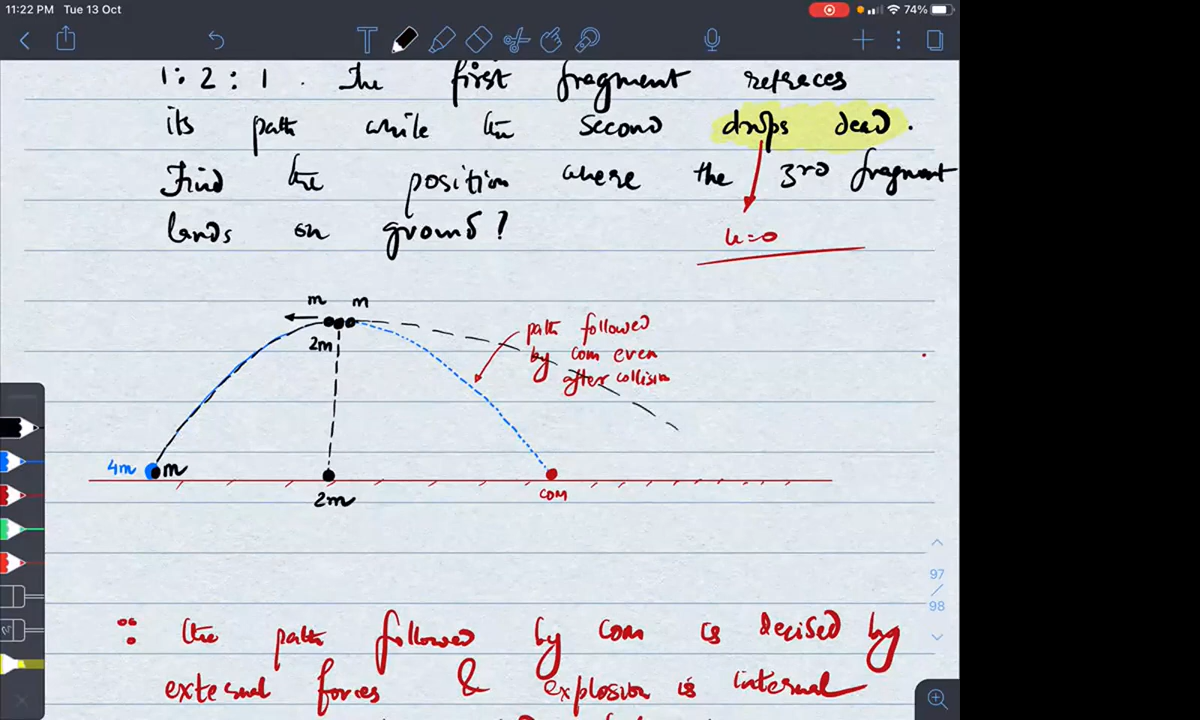 11:22 PM Tue 13 Oct
74%
1 : 2 : 1 . The first fragment retraces
its path while the second drops dead.
Find the position where the 3rd fragment
lands on ground?
u=0
m m
2m
path followed
by com even
after collision
4m m
2m
com
97
/
98
∵ the path followed by com is decised by
external forces & explosion is internal